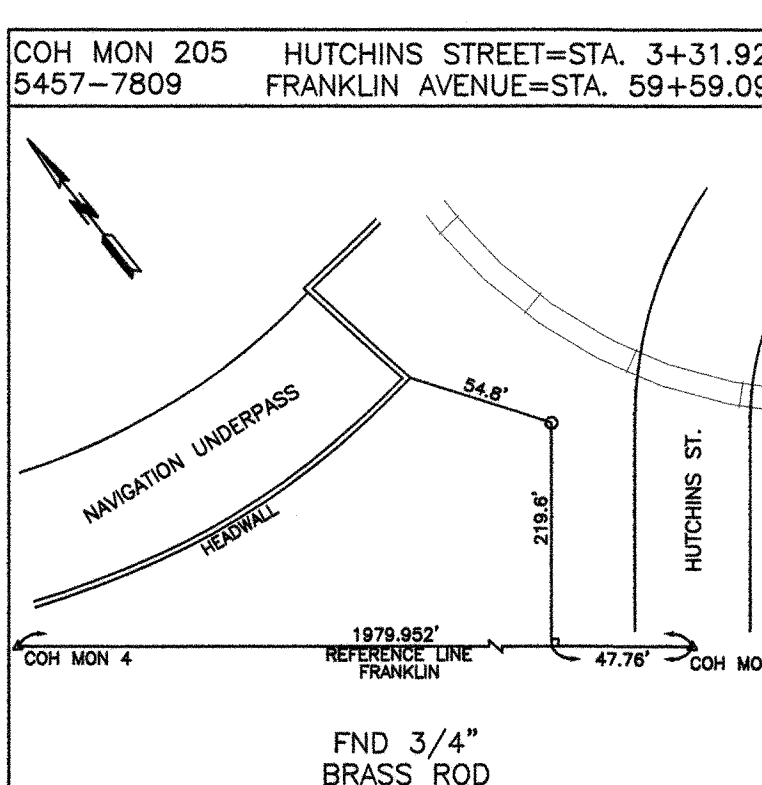 COH MON 205 HUTCHINS STREET=STA. 3+31.92
5457-7809 FRANKLIN AVENUE=STA. 59+59.09
54.8'
NAVIGATION UNDERPASS
HEADWALL
219.6'
HUTCHINS ST.
1979.952'
COH MON 4
REFERENCE LINE
FRANKLIN
47.76'
COH MO
FND 3/4"
BRASS ROD